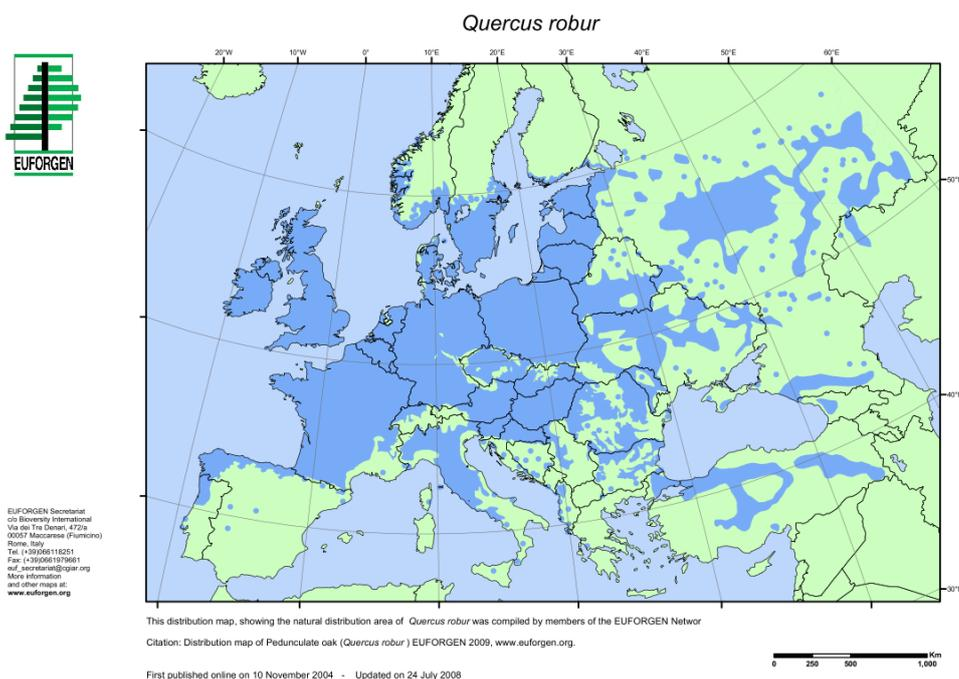 Quercus robur
20°W 10°W 0° 10°E 20°E 30°E 40°E 50°E 60°E
EUFORGEN
50°
40°
30°
EUFORGEN Secretariat
c/o Bioversity International
Via dei Tre Denari, 472/a
00057 Maccarese (Fiumicino)
Rome, Italy
Tel. (+39)066118251
Fax: (+39)0661979661
euf_secretariat@cgiar.org
More information
and other maps at:
www.euforgen.org
This distribution map, showing the natural distribution area of Quercus robur was compiled by members of the EUFORGEN Networ
Citation: Distribution map of Pedunculate oak (Quercus robur ) EUFORGEN 2009, www.euforgen.org.
First published online on 10 November 2004 - Updated on 24 July 2008
Km
0 250 500 1,000